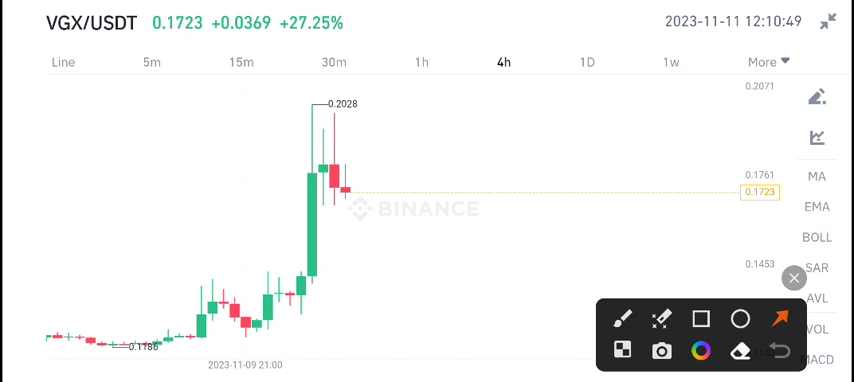 VGX/USDT 0.1723 +0.0369 +27.25% 2023-11-11 12:10:49
Line 5m 15m 30m 1h 4h 1D 1w More
0.2071
0.2028
0.1761
MA
0.1723
BINANCE
EMA
BOLL
0.1453
SAR
AVL
VOL
0.1186
MACD
2023-11-09 21:00